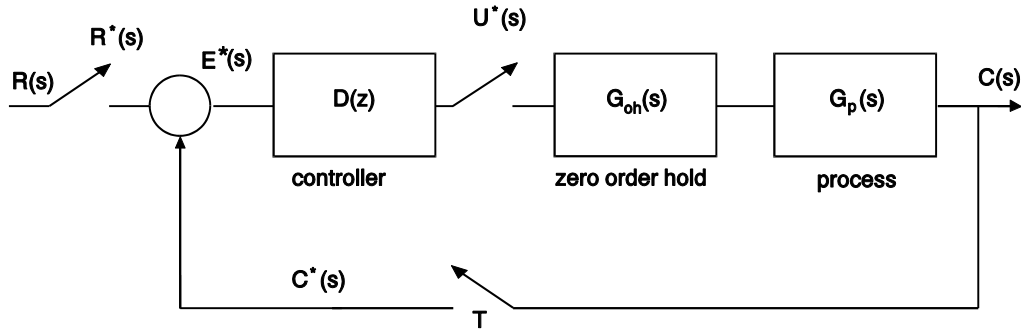 U*(s)
R*(s)
E*(s)
R(s)
C(s)
D(z)
Goh(s)
Gp(s)
controller
zero order hold
process
C*(s)
T